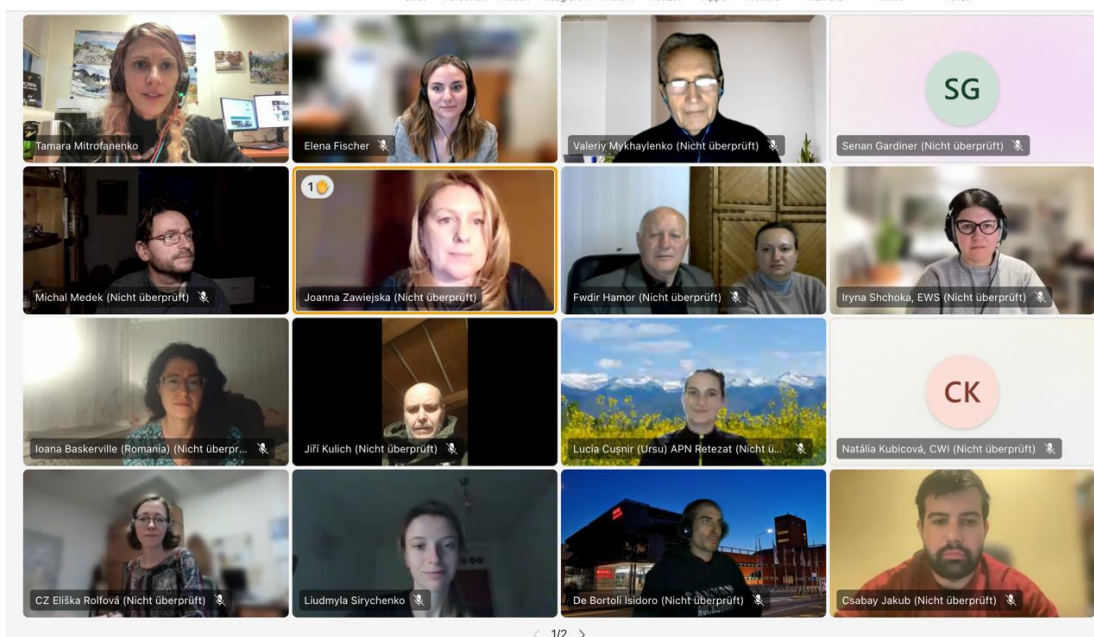 Tamara Mitrofanenko
Elena Fischer
Valeriy Mykhaylenko (Nicht überprüft)
SG
Senan Gardiner (Nicht überprüft)
Michal Medek (Nicht überprüft)
1
Joanna Zawiejska (Nicht überprüft)
Fwdir Hamor (Nicht überprüft)
Iryna Shchoka, EWS (Nicht überprüft)
Ioana Baskerville (Romania) (Nicht überpr...
Jiří Kulich (Nicht überprüft)
Lucia Cușnir (Ursu) APN Retezat (Nicht ü...
CK
Natália Kubicová, CWI (Nicht überprüft)
CZ Eliška Rolfová (Nicht überprüft)
Liudmyla Sirychenko
De Bortoli Isidoro (Nicht überprüft)
Csabay Jakub (Nicht überprüft)
< 1/2 >